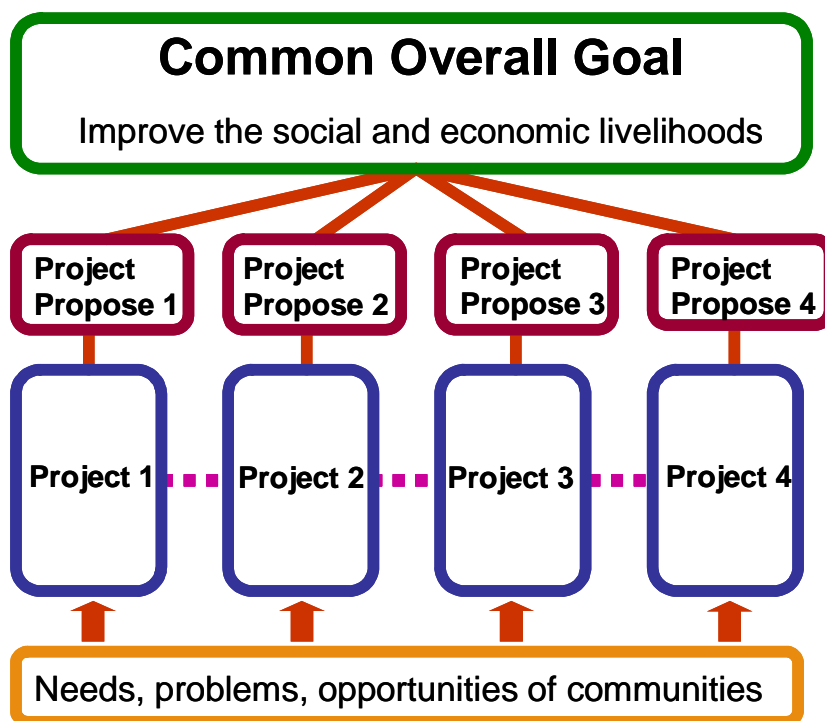 Common Overall Goal
Improve the social and economic livelihoods
Project
Propose 1
Project
Propose 2
Project
Propose 3
Project
Propose 4
Project 1
Project 2
Project 3
Project 4
Needs, problems, opportunities of communities